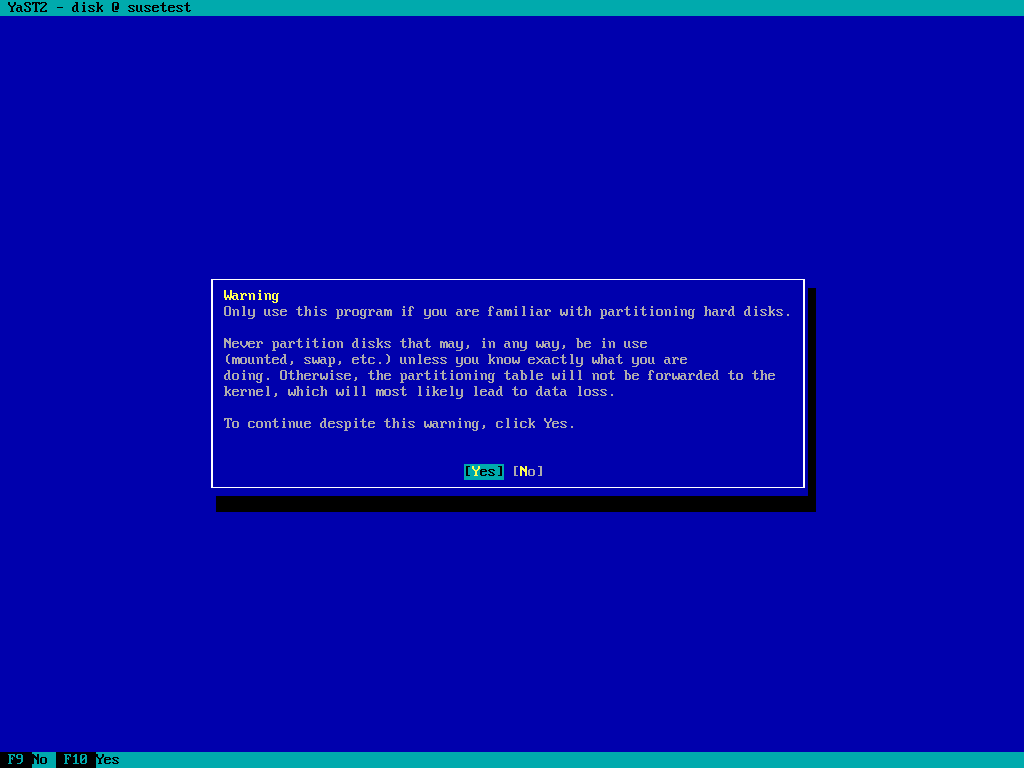 YaST2 - disk @ susetest
Warning
Only use this program if you are familiar with partitioning hard disks.
Never partition disks that may, in any way, be in use
(mounted, swap, etc.) unless you know exactly what you are
doing. Otherwise, the partitioning table will not be forwarded to the
kernel, which will most likely lead to data loss.
To continue despite this warning, click Yes.
[Yes] [No]
F9 No F10 Yes